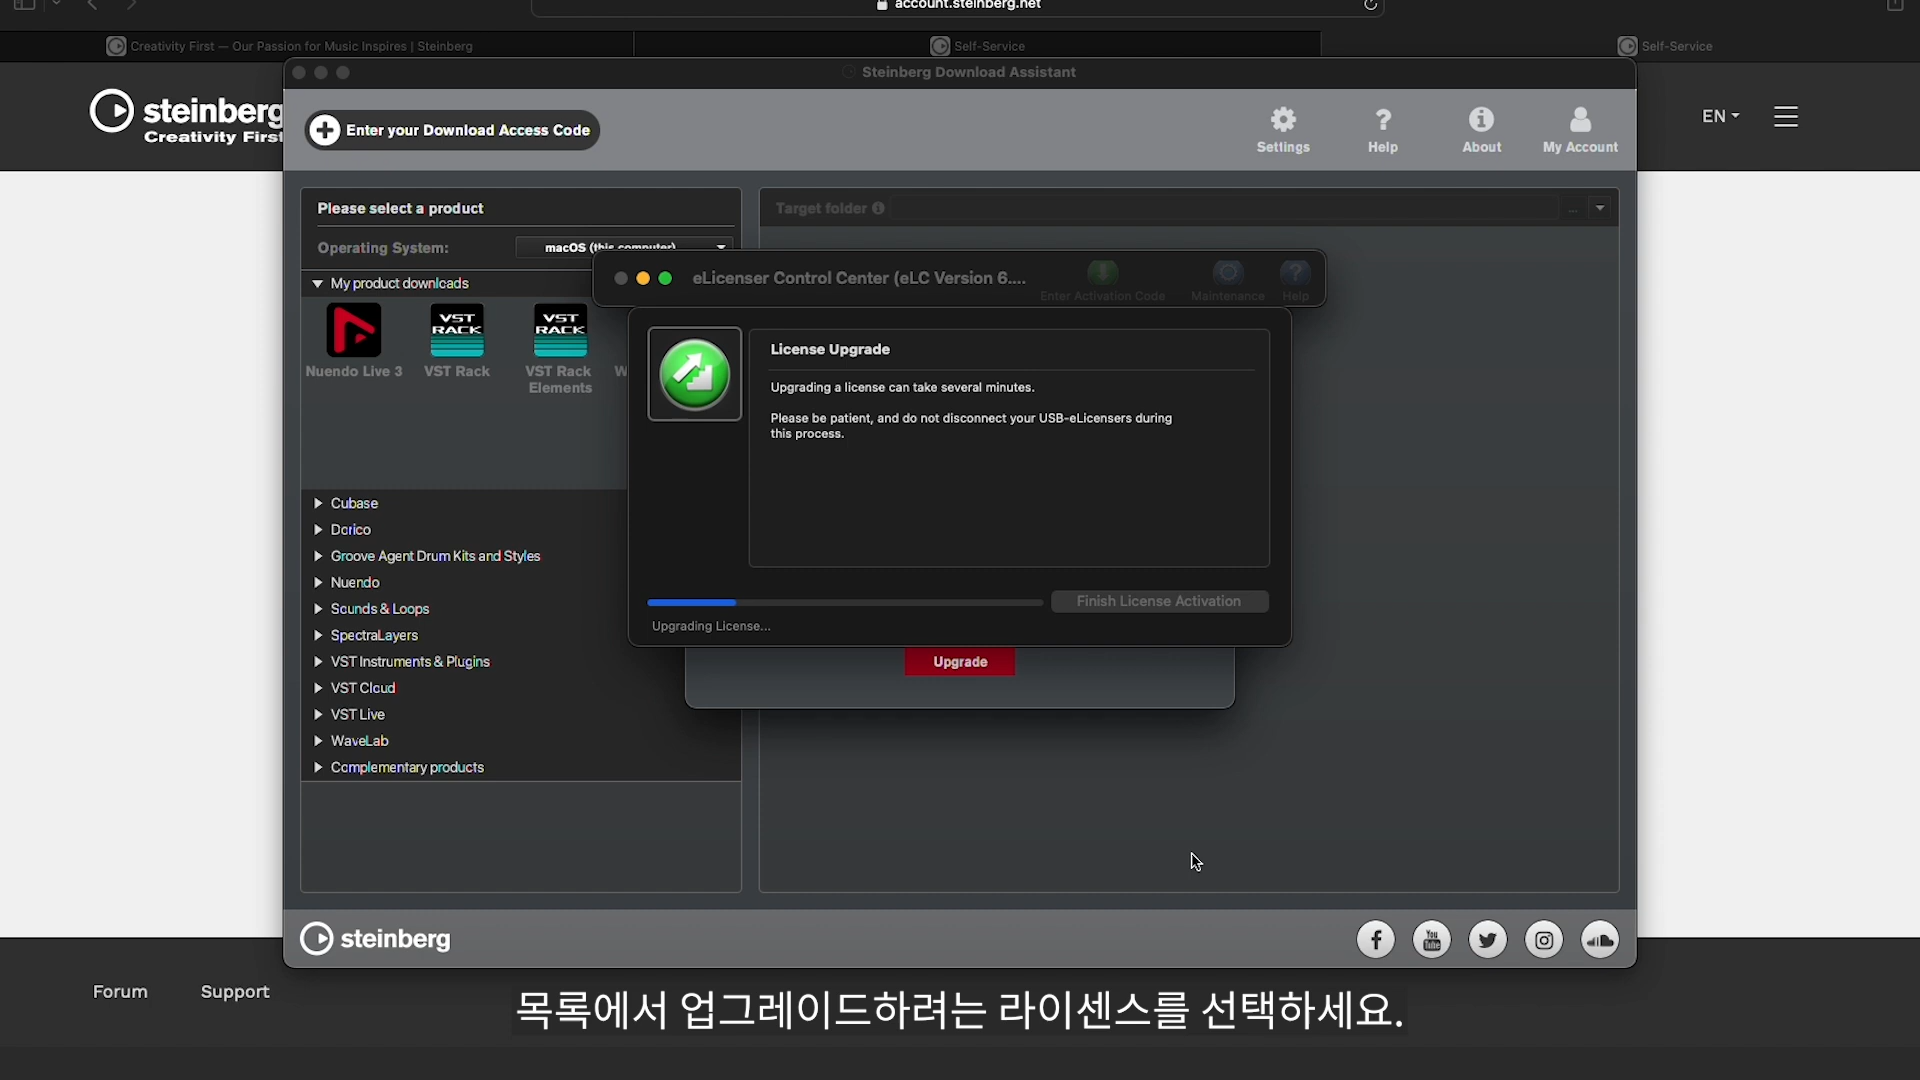 account.steinberg.net
Creativity First — Our Passion for Music Inspires | Steinberg
Self-Service
Self-Service
Steinberg Download Assistant
steinberg
Creativity First
EN
Enter your Download Access Code
Settings
Help
About
My Account
Please select a product
Target folder
...
Operating System:
macOS (this computer)
My product downloads
eLicenser Control Center (eLC Version 6....
Enter Activation Code
Maintenance
Help
VST RACK
VST RACK
Nuendo Live 3
VST Rack
VST Rack
Elements
W
License Upgrade
Upgrading a license can take several minutes.
Please be patient, and do not disconnect your USB-eLicensers during
this process.
Cubase
Dorico
Groove Agent Drum Kits and Styles
Nuendo
Sounds & Loops
SpectraLayers
VST Instruments & Plugins
VST Cloud
VST Live
WaveLab
Complementary products
Finish License Activation
Upgrading License...
Upgrade
steinberg
You Tube
Forum
Support
목록에서 업그레이드하려는 라이센스를 선택하세요.